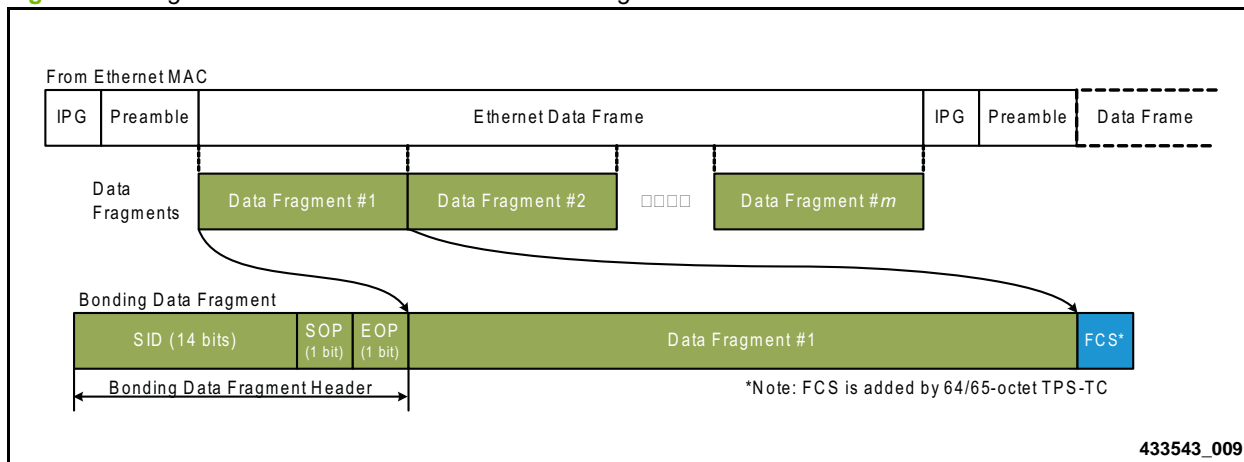 From Ethernet MAC
IPG Preamble Ethernet Data Frame IPG Preamble Data Frame
Data Fragments
Data Fragment #1 Data Fragment #2 □□□□ Data Fragment #m
Bonding Data Fragment
SID (14 bits) SOP (1 bit) EOP (1 bit) Data Fragment #1 FCS*
Bonding Data Fragment Header
*Note: FCS is added by 64/65-octet TPS-TC
433543_009